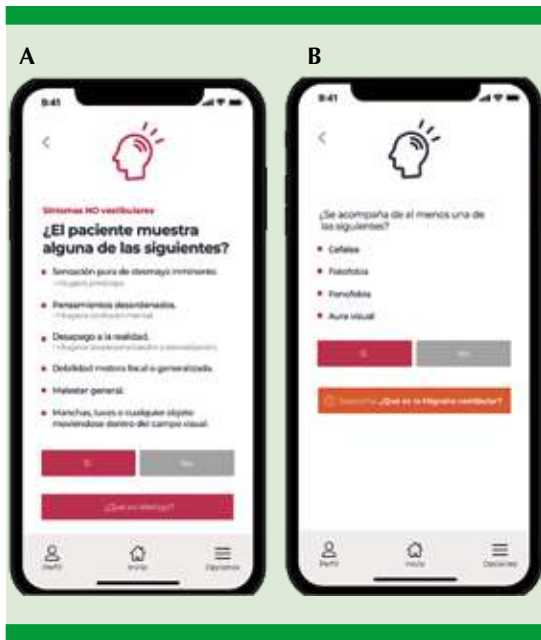 A
B
9:41
Síntomas NO vestibulares
¿El paciente muestra
alguna de las siguientes?
Sensación pura de desmayo inminente.
Pensamientos desordenados.
Desapego a la realidad.
Debilidad motora focal o generalizada.
Malestar general.
Manchas, luces o cualquier objeto
moviéndose dentro del campo visual.
Sí
No
Perfil
Inicio
Opciones
9:41
¿Se acompaña de al menos una de
las siguientes?
Cefalea
Fotofobia
Fonofobia
Aura visual
Sí
No
¿Qué es la Migraña vestibular?
Perfil
Inicio
Opciones